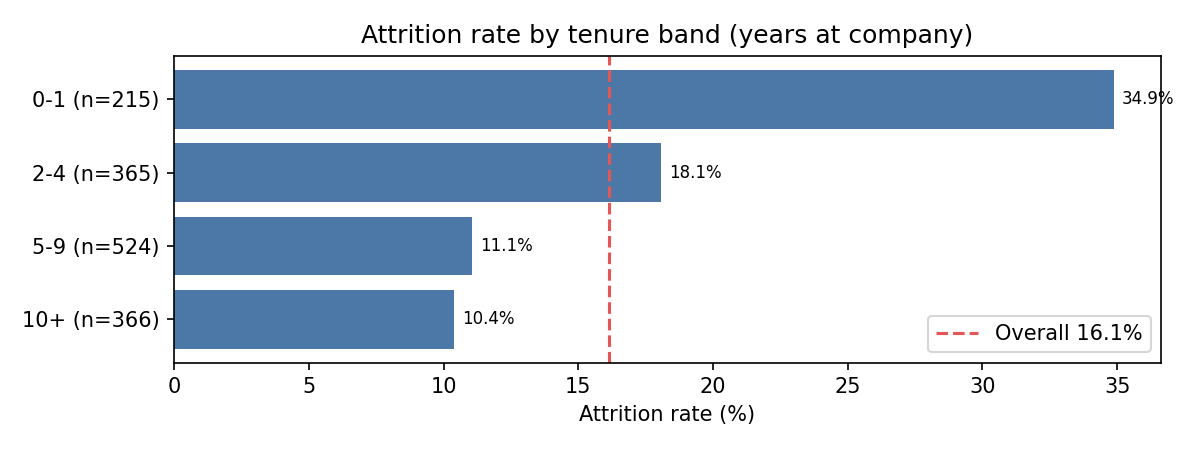 Attrition rate by tenure band (years at company)
0-1 (n=215)
34.9%
2-4 (n=365)
18.1%
5-9 (n=524)
11.1%
10+ (n=366)
10.4%
Overall 16.1%
0 5 10 15 20 25 30 35
Attrition rate (%)